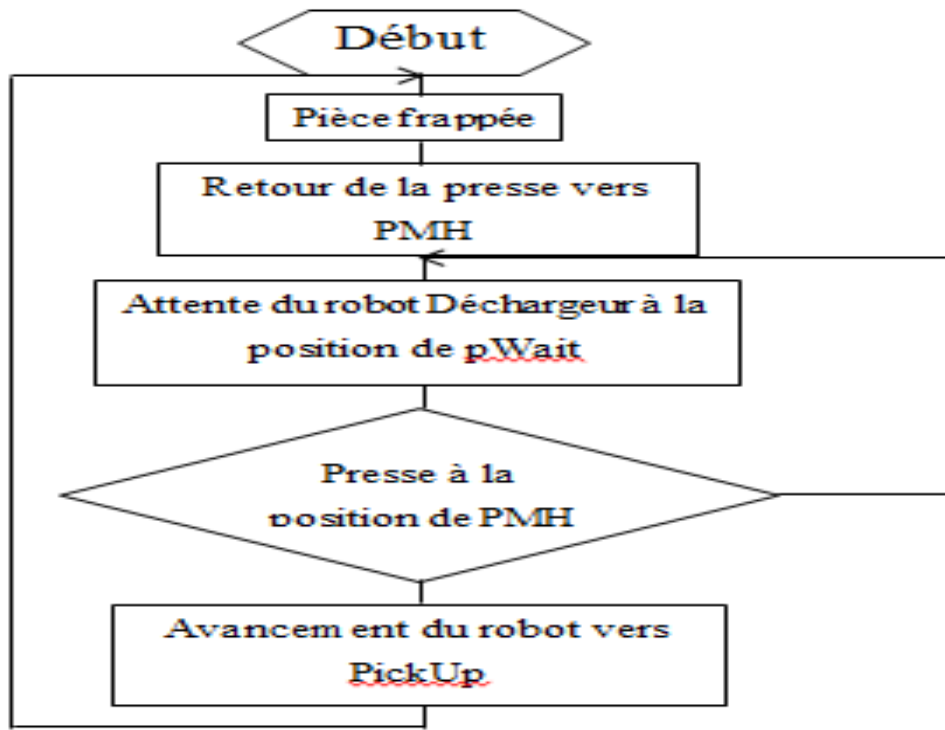 Début
Pièce frappée
Retour de la presse vers
PMH
Attente du robot Déchargeur à la
position de pWait
Presse à la
position de PMH
Avancement du robot vers
PickUp